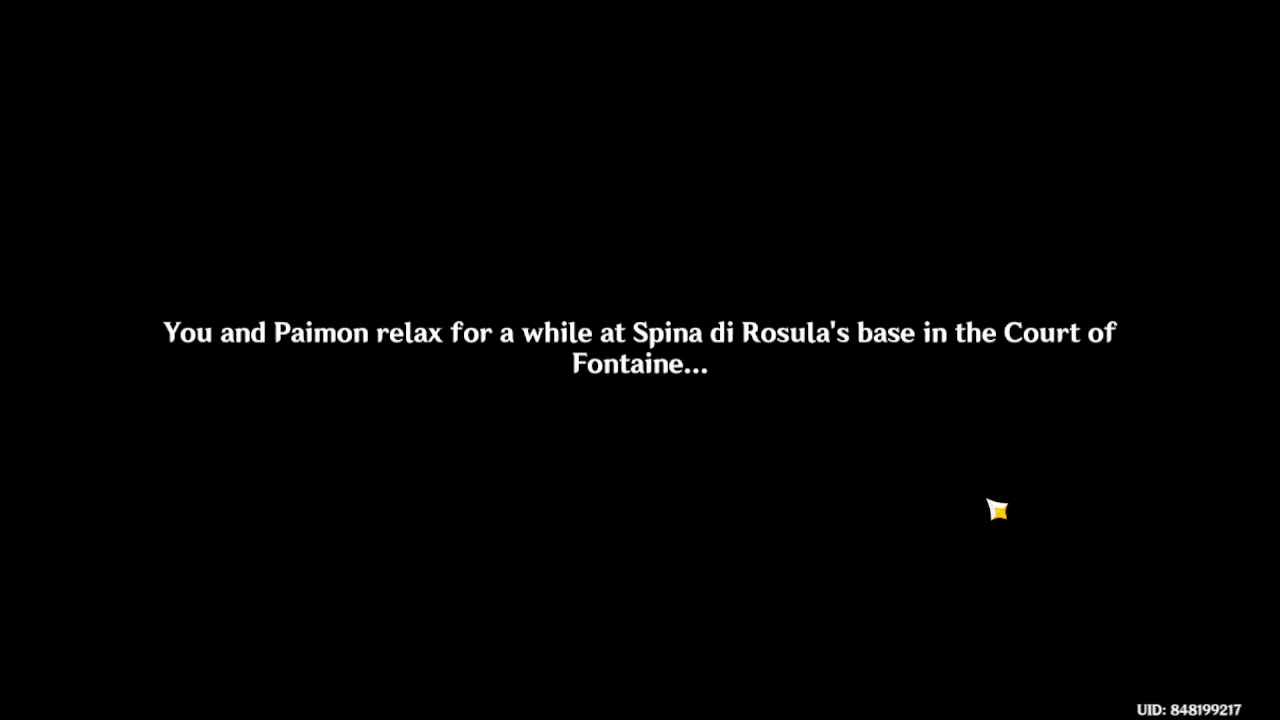 You and Paimon relax for a while at Spina di Rosula's base in the Court of
Fontaine...
UID: 848199217